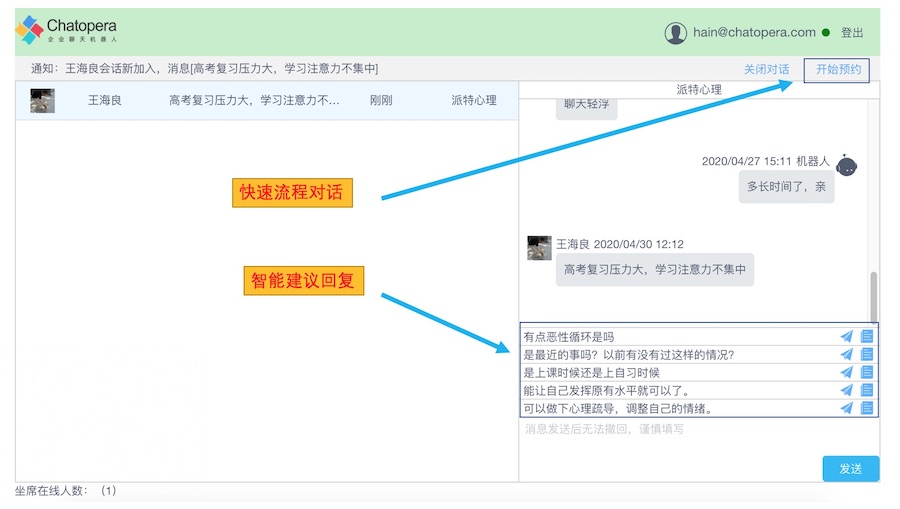 Chatopera
企业聊天机器人
hain@chatopera.com
登出
通知：王海良会话新加入，消息[高考复习压力大，学习注意力不集中]
关闭对话
开始预约
王海良
高考复习压力大，学习注意力不...
刚刚
派特心理
派特心理
聊天轻浮
2020/04/27 15:11 机器人
多长时间了，亲
快速流程对话
王海良 2020/04/30 12:12
高考复习压力大，学习注意力不集中
智能建议回复
有点恶性循环是吗
是最近的事吗？以前有没有过这样的情况？
是上课时候还是上自习时候
能让自己发挥原有水平就可以了。
可以做下心理疏导，调整自己的情绪。
消息发送后无法撤回，谨慎填写
发送
坐席在线人数：（1）